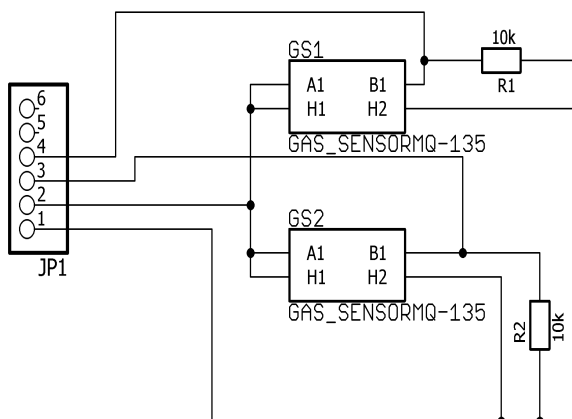 10k
R1
GS1
A1 B1
H1 H2
GAS_SENSORMQ-135
6
5
4
3
2
1
JP1
GS2
A1 B1
H1 H2
GAS_SENSORMQ-135
R2
10k